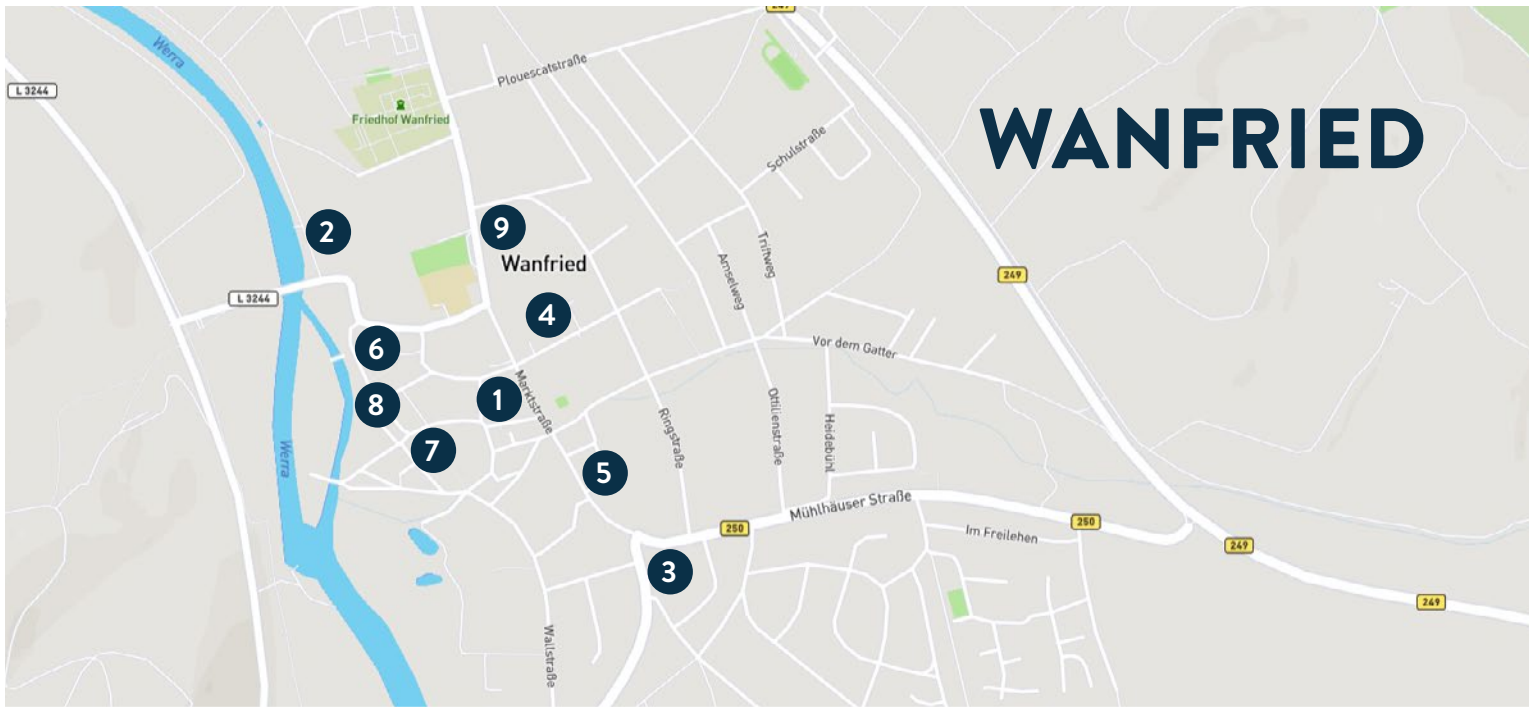 Werra
L 3244
Friedhof Wanfried
Plouescatstraße
Schulstraße
WANFRIED
2
9
Wanfried
Triftweg
Amselweg
249
L 3244
4
6
Vor dem Gatter
1
Marktstraße
8
Ringstraße
Ottilienstraße
Heidebühl
7
Werra
5
Mühlhäuser Straße
250
250
Im Freilehen
249
3
249
Wallstraße